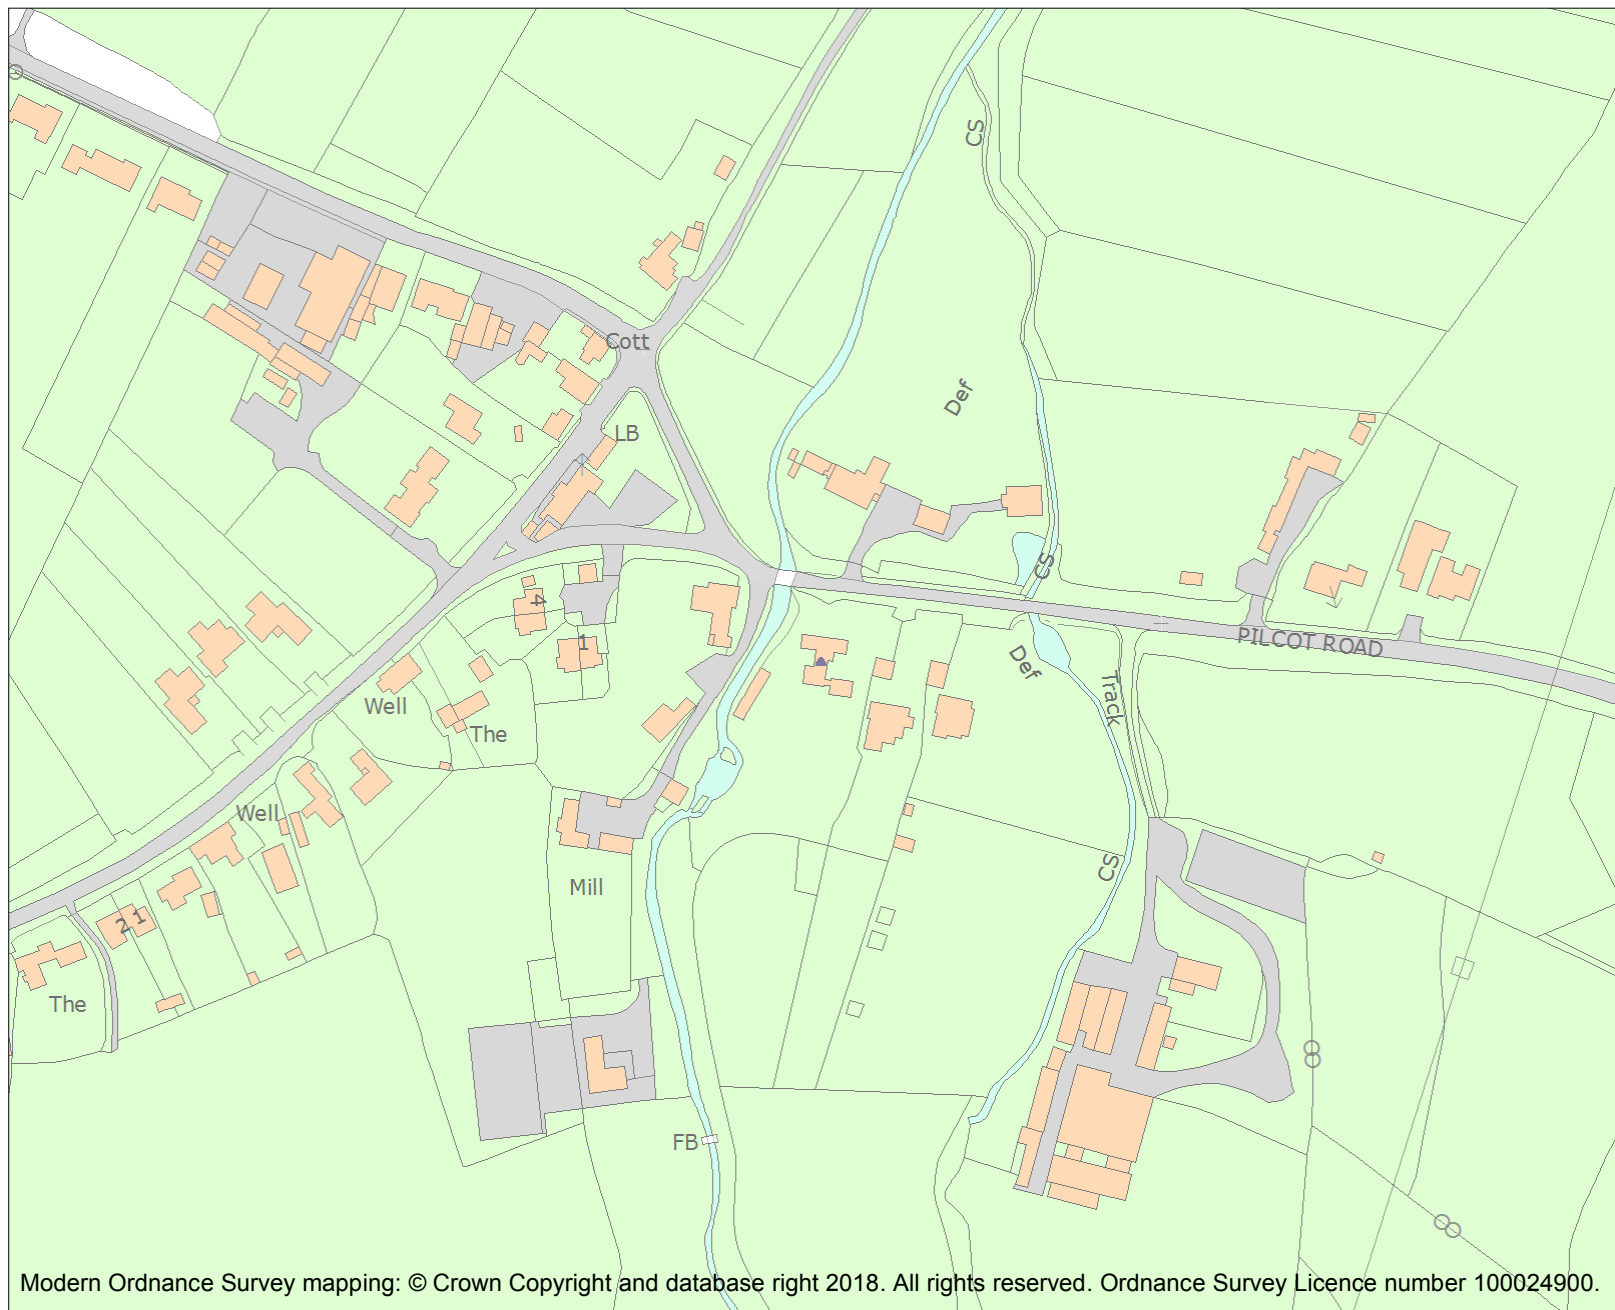 CS
Cott
Def
LB
CS
4
1
PILCOT ROAD
Def
Track
Well
The
Well
CS
Mill
2 1
The
FB
Modern Ordnance Survey mapping: © Crown Copyright and database right 2018. All rights reserved. Ordnance Survey Licence number 100024900.